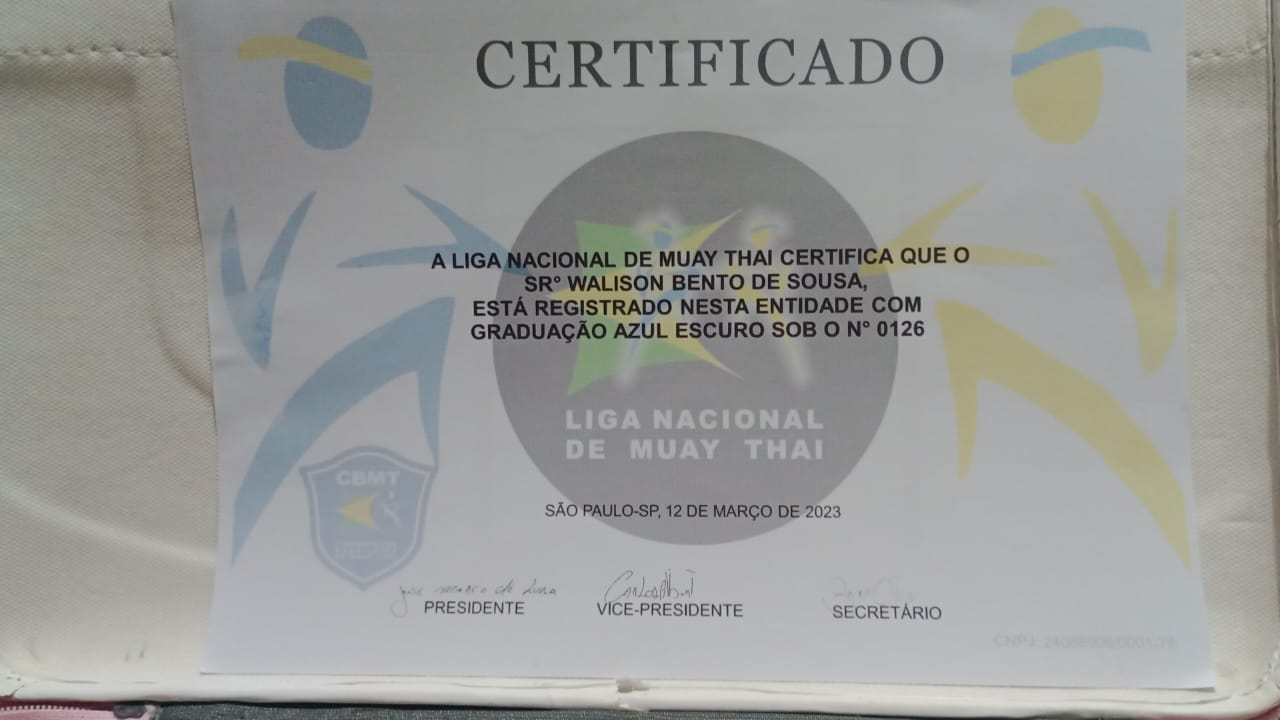 CERTIFICADO
A LIGA NACIONAL DE MUAY THAI CERTIFICA QUE O
SR° WALISON BENTO DE SOUSA,
ESTÁ REGISTRADO NESTA ENTIDADE COM
GRADUAÇÃO AZUL ESCURO SOB O N° 0126
LIGA NACIONAL
DE MUAY THAI
CBMT
SÃO PAULO-SP, 12 DE MARÇO DE 2023
PRESIDENTE
VICE-PRESIDENTE
SECRETÁRIO
CNPJ: